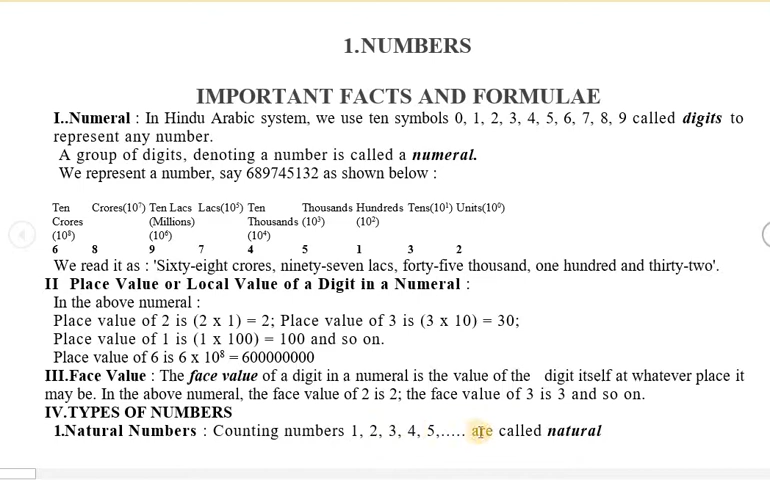 1.NUMBERS
IMPORTANT FACTS AND FORMULAE
I..Numeral : In Hindu Arabic system, we use ten symbols 0, 1, 2, 3, 4, 5, 6, 7, 8, 9 called digits to
represent any number.
A group of digits, denoting a number is called a numeral.
We represent a number, say 689745132 as shown below :
Ten Crores(10⁷) Ten Lacs Lacs(10⁵) Ten Thousands Hundreds Tens(10¹) Units(10⁰)
Crores (Millions) Thousands (10³) (10²)
(10⁸) (10⁶) (10⁴)
6 8 9 7 4 5 1 3 2
We read it as : 'Sixty-eight crores, ninety-seven lacs, forty-five thousand, one hundred and thirty-two'.
II Place Value or Local Value of a Digit in a Numeral :
In the above numeral :
Place value of 2 is (2 x 1) = 2; Place value of 3 is (3 x 10) = 30;
Place value of 1 is (1 x 100) = 100 and so on.
Place value of 6 is 6 x 10⁸ = 600000000
III.Face Value : The face value of a digit in a numeral is the value of the digit itself at whatever place it
may be. In the above numeral, the face value of 2 is 2; the face value of 3 is 3 and so on.
IV.TYPES OF NUMBERS
1.Natural Numbers : Counting numbers 1, 2, 3, 4, 5,..... are called natural